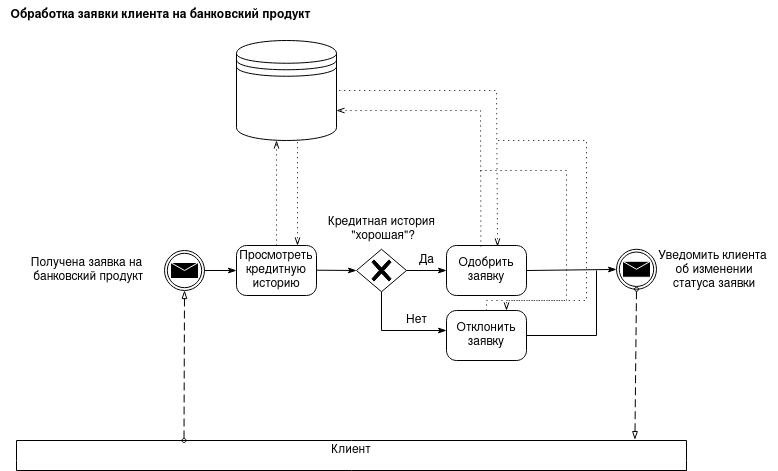 Обработка заявки клиента на банковский продукт
Кредитная история
"хорошая"?
Получена заявка на
банковский продукт
Просмотреть
кредитную
историю
Да
Одобрить
заявку
Уведомить клиента
об изменении
статуса заявки
Нет
Отклонить
заявку
Клиент